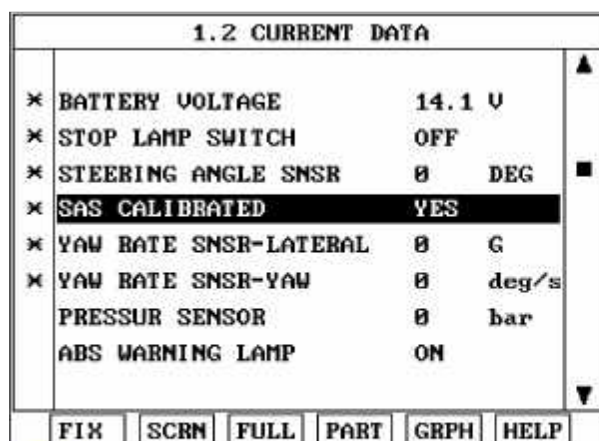 1.2 CURRENT DATA
* BATTERY VOLTAGE 14.1 V
* STOP LAMP SWITCH OFF
* STEERING ANGLE SNSR 0 DEG
* SAS CALIBRATED YES
* YAW RATE SNSR-LATERAL 0 G
* YAW RATE SNSR-YAW 0 deg/s
PRESSUR SENSOR 0 bar
ABS WARNING LAMP ON
FIX SCRN FULL PART GRPH HELP